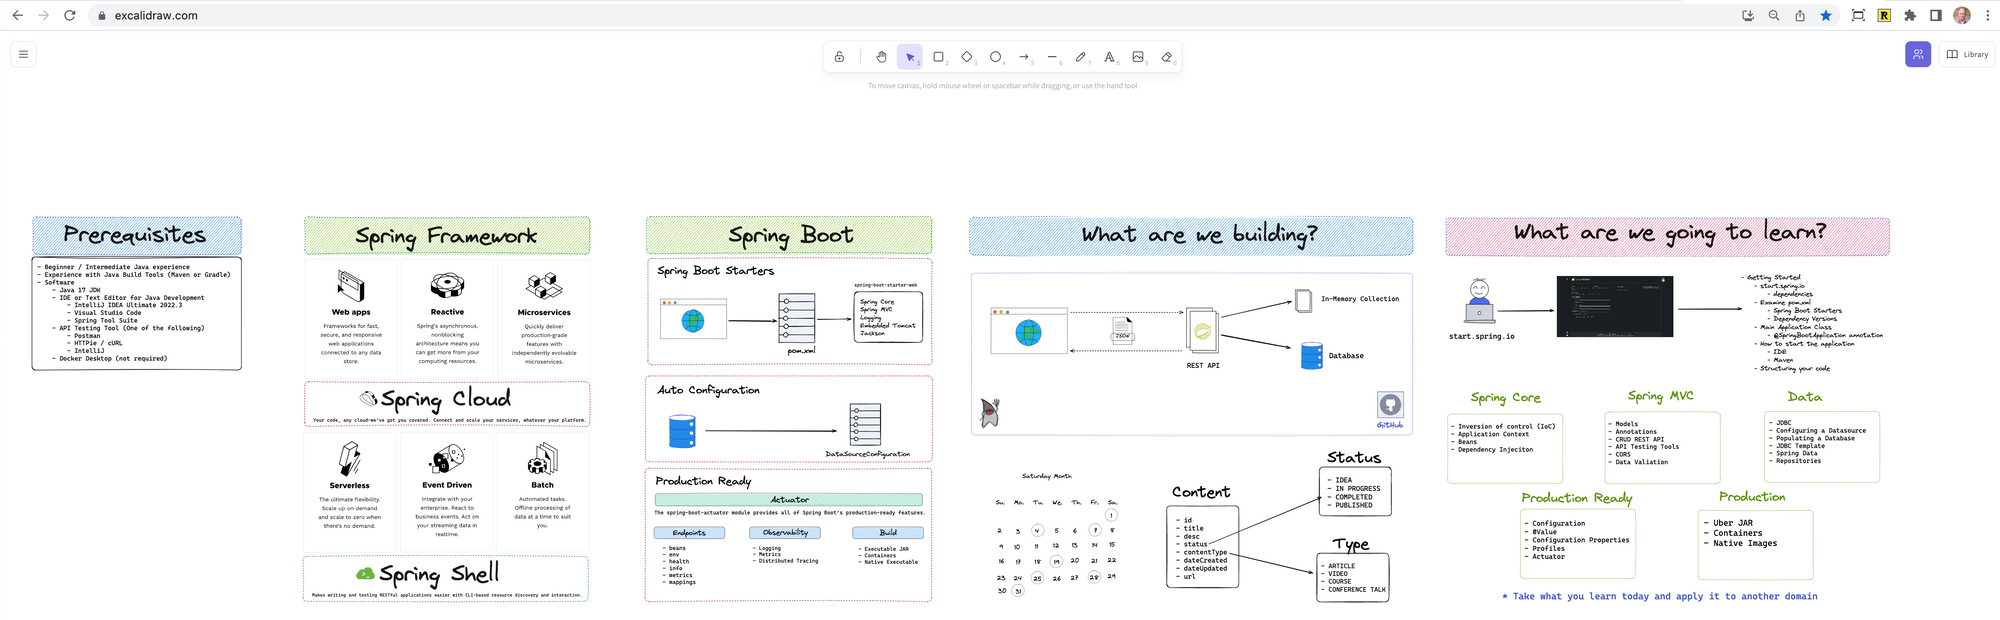 excalidraw.com
Library
To move canvas, hold mouse wheel or spacebar while dragging, or use the hand tool
Prerequisites
- Beginner / Intermediate Java experience
- Experience with Java Build Tools (Maven or Gradle)
- Software
- Java 17 JDK
- IDE or Text Editor for Java Development
- IntelliJ IDEA Ultimate 2022.3
- Visual Studio Code
- Spring Tool Suite
- API Testing Tool (One of the following)
- Postman
- HTTPie / cURL
- IntelliJ
- Docker Desktop (not required)
Spring Framework
Web apps
Frameworks for fast,
secure, and responsive
web applications
connected to any data
store.
Reactive
Spring's asynchronous,
nonblocking
architecture means you
can get more from your
computing resources.
Microservices
Quickly deliver
production-grade
features with
independently evolvable
microservices.
Spring Cloud
Your code, any cloud—we've got you covered. Connect and scale your services, whatever your platform.
Serverless
The ultimate flexibility.
Scale up on demand
and scale to zero when
there's no demand.
Event Driven
Integrate with your
enterprise. React to
business events. Act on
your streaming data in
realtime.
Batch
Automated tasks.
Offline processing of
data at a time to suit
you.
Spring Shell
Makes writing and testing RESTful applications easier with CLI-based resource discovery and interaction.
Spring Boot
Spring Boot Starters
pom.xml
spring-boot-starter-web
Spring Core
Spring MVC
Logging
Embedded Tomcat
Jackson
Auto Configuration
DataSourceConfiguration
Production Ready
Actuator
The spring-boot-actuator module provides all of Spring Boot's production-ready features.
Endpoints
- beans
- env
- health
- info
- metrics
- mappings
Observability
- Logging
- Metrics
- Distributed Tracing
Build
- Executable JAR
- Containers
- Native Executable
What are we building?
JSON
REST API
In-Memory Collection
Database
GitHub
Saturday Month
Su. Mo. Tu. We. Th. Fr. Sa.
1
2 3 4 5 6 7 8
9 10 11 12 13 14 15
16 17 18 19 20 21 22
23 24 25 26 27 28 29
30 31
Content
- id
- title
- desc
- status
- contentType
- dateCreated
- dateUpdated
- url
Status
- IDEA
- IN PROGRESS
- COMPLETED
- PUBLISHED
Type
- ARTICLE
- VIDEO
- COURSE
- CONFERENCE TALK
What are we going to learn?
start.spring.io
- Getting Started
- start.spring.io
- dependencies
- Examine pom.xml
- Spring Boot Starters
- Dependency Versions
- Main Application Class
- @SpringBootApplication annotation
- How to start the application
- IDE
- Maven
- Structuring your code
Spring Core
- Inversion of control (IoC)
- Application Context
- Beans
- Dependency Injeciton
Spring MVC
- Models
- Annotations
- CRUD REST API
- API Testing Tools
- CORS
- Data Valiation
Data
- JDBC
- Configuring a Datasource
- Populating a Database
- JDBC Template
- Spring Data
- Repositories
Production Ready
- Configuration
- @Value
- Configuration Properties
- Profiles
- Actuator
Production
- Uber JAR
- Containers
- Native Images
* Take what you learn today and apply it to another domain